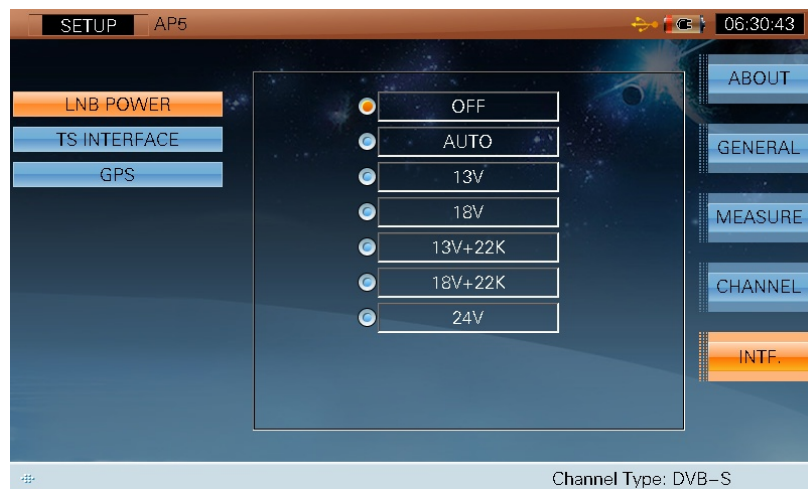 SETUP AP5 06:30:43
LNB POWER
TS INTERFACE
GPS
OFF
AUTO
13V
18V
13V+22K
18V+22K
24V
ABOUT
GENERAL
MEASURE
CHANNEL
INTF.
Channel Type: DVB-S